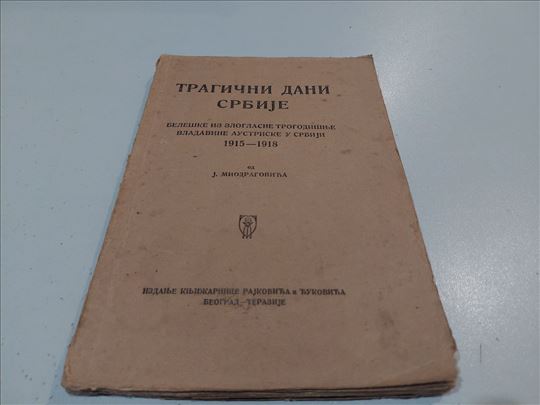 ТРАГИЧНИ ДАНИ
СРБИЈЕ
БЕЛЕШКЕ ИЗ ЗЛОГЛАСНЕ ТРОГОДИШЊЕ
ВЛАДАВИНЕ АУСТРИСКЕ У СРБИЈИ
1915—1918
од
Ј. МИОДРАГОВИЋА
ИЗДАЊЕ КЊИЖАРНИЦЕ РАЈКОВИЋА и ЋУКОВИЋА
БЕОГРАД—ТЕРАЗИЈЕ